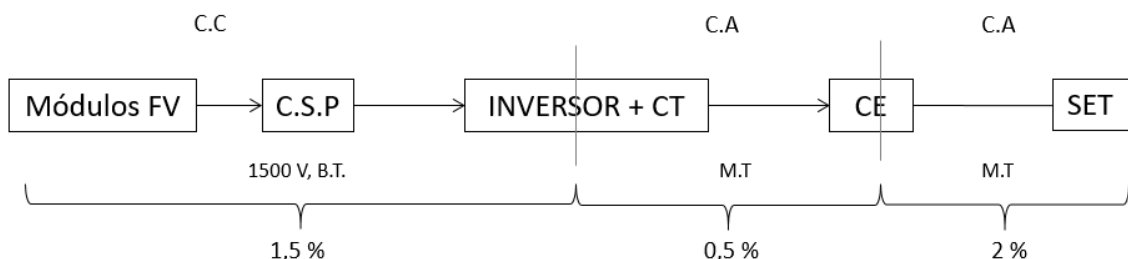 C.C C.A C.A
Módulos FV C.S.P INVERSOR + CT CE SET
1500 V, B.T. M.T M.T
1,5 % 0,5 % 2 %